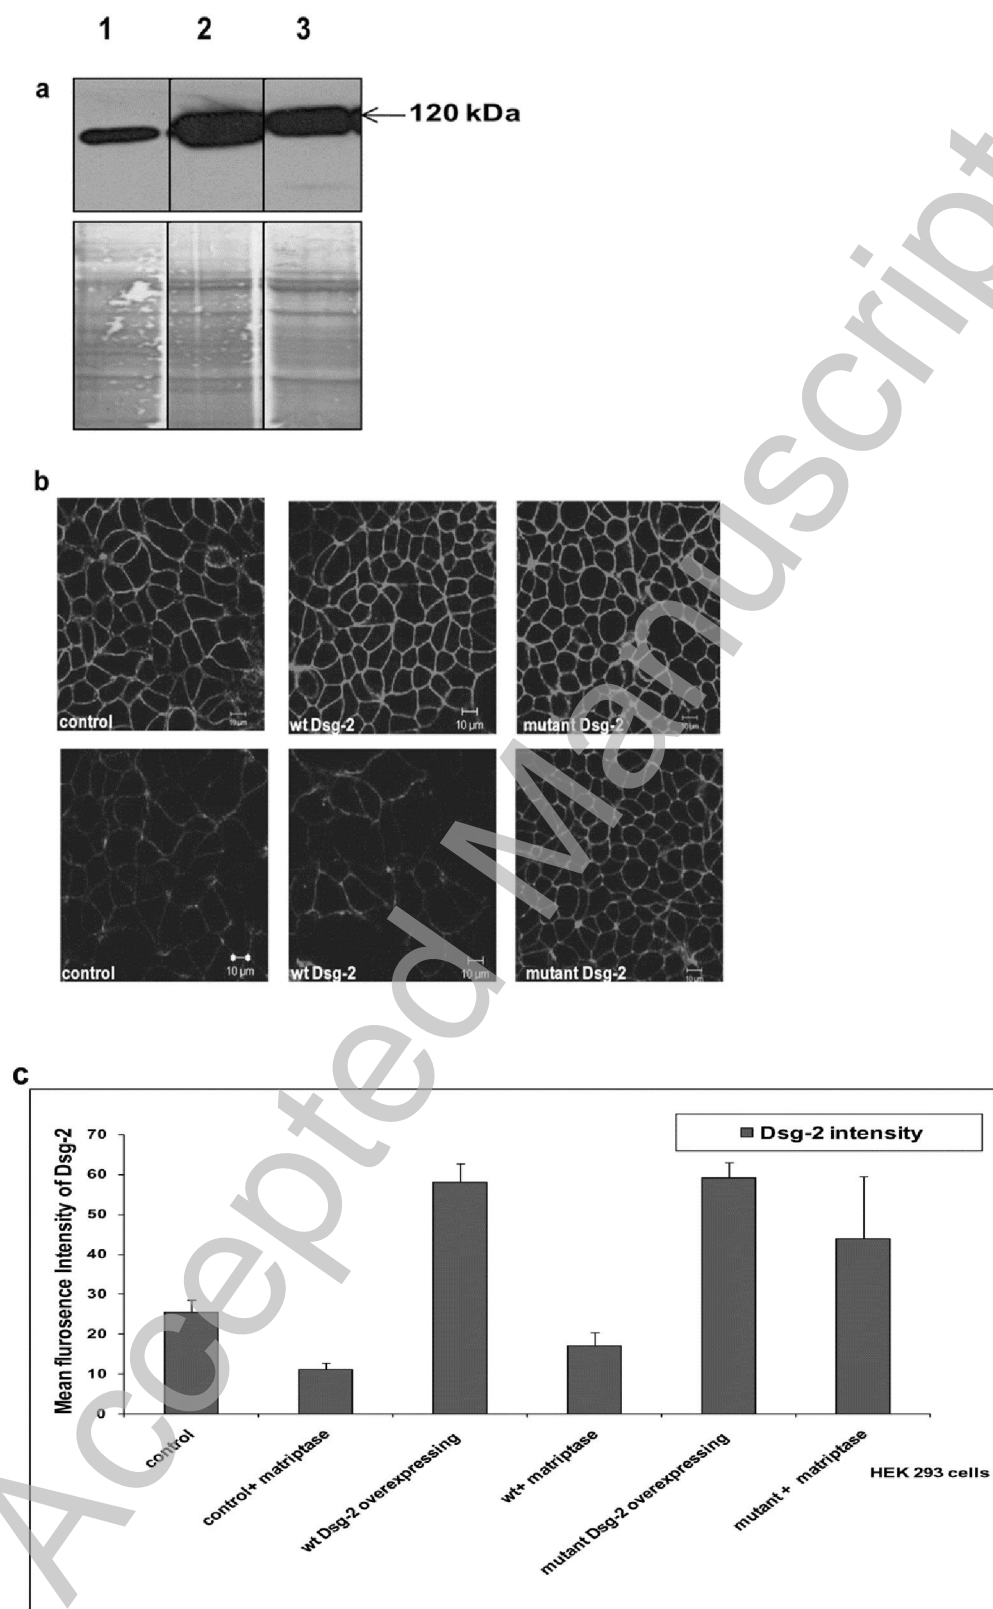 1 2 3
a
120 kDa
b
control
wt Dsg-2
10 µm
mutant Dsg-2
control
10 µm
wt Dsg-2
10 µm
mutant Dsg-2
10 µm
c
Dsg-2 intensity
Mean flurosence Intensity of Dsg-2
70
60
50
40
30
20
10
0
control
control+ matriptase
wt Dsg-2 overexpressing
wt+ matriptase
mutant Dsg-2 overexpressing
mutant + matriptase
HEK 293 cells
Accepted Manuscript